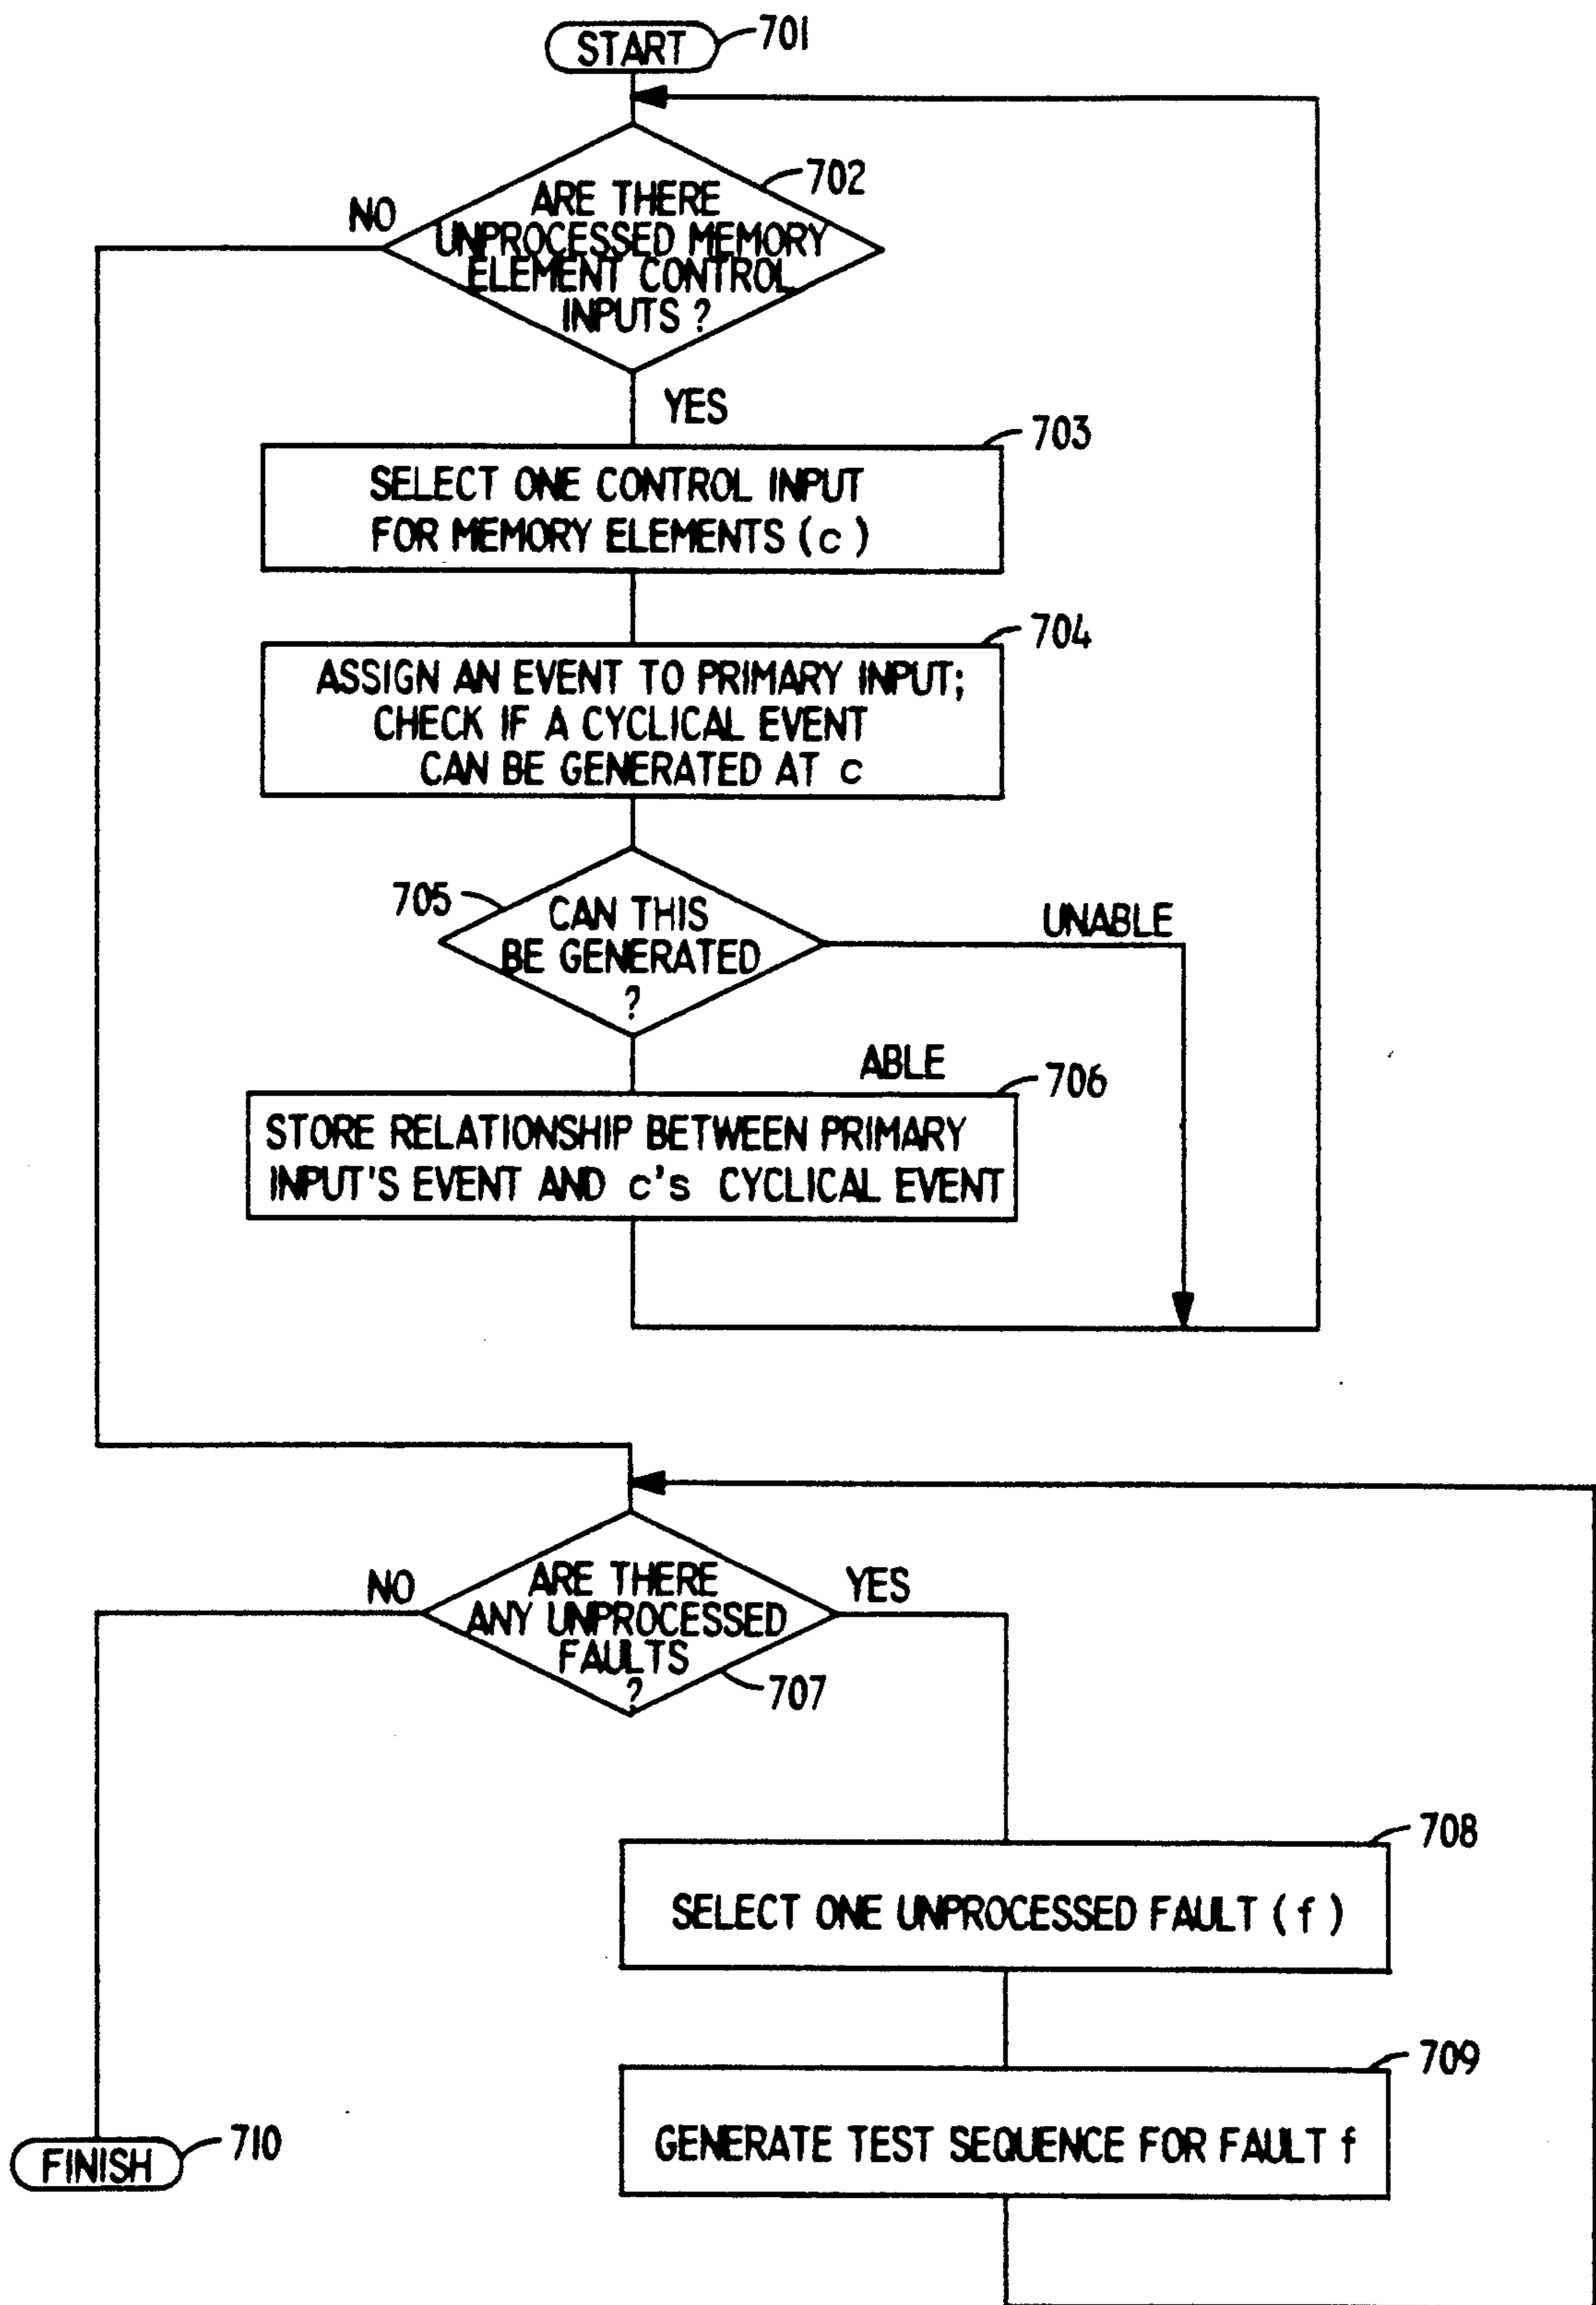 START
701
702
ARE THERE
UNPROCESSED MEMORY
ELEMENT CONTROL
INPUTS ?
NO
YES
703
SELECT ONE CONTROL INPUT
FOR MEMORY ELEMENTS (c)
704
ASSIGN AN EVENT TO PRIMARY INPUT;
CHECK IF A CYCLICAL EVENT
CAN BE GENERATED AT c
705
CAN THIS
BE GENERATED
?
UNABLE
ABLE
706
STORE RELATIONSHIP BETWEEN PRIMARY
INPUT'S EVENT AND c's CYCLICAL EVENT
NO
ARE THERE
ANY UNPROCESSED
FAULTS
?
YES
707
708
SELECT ONE UNPROCESSED FAULT (f)
709
GENERATE TEST SEQUENCE FOR FAULT f
FINISH
710